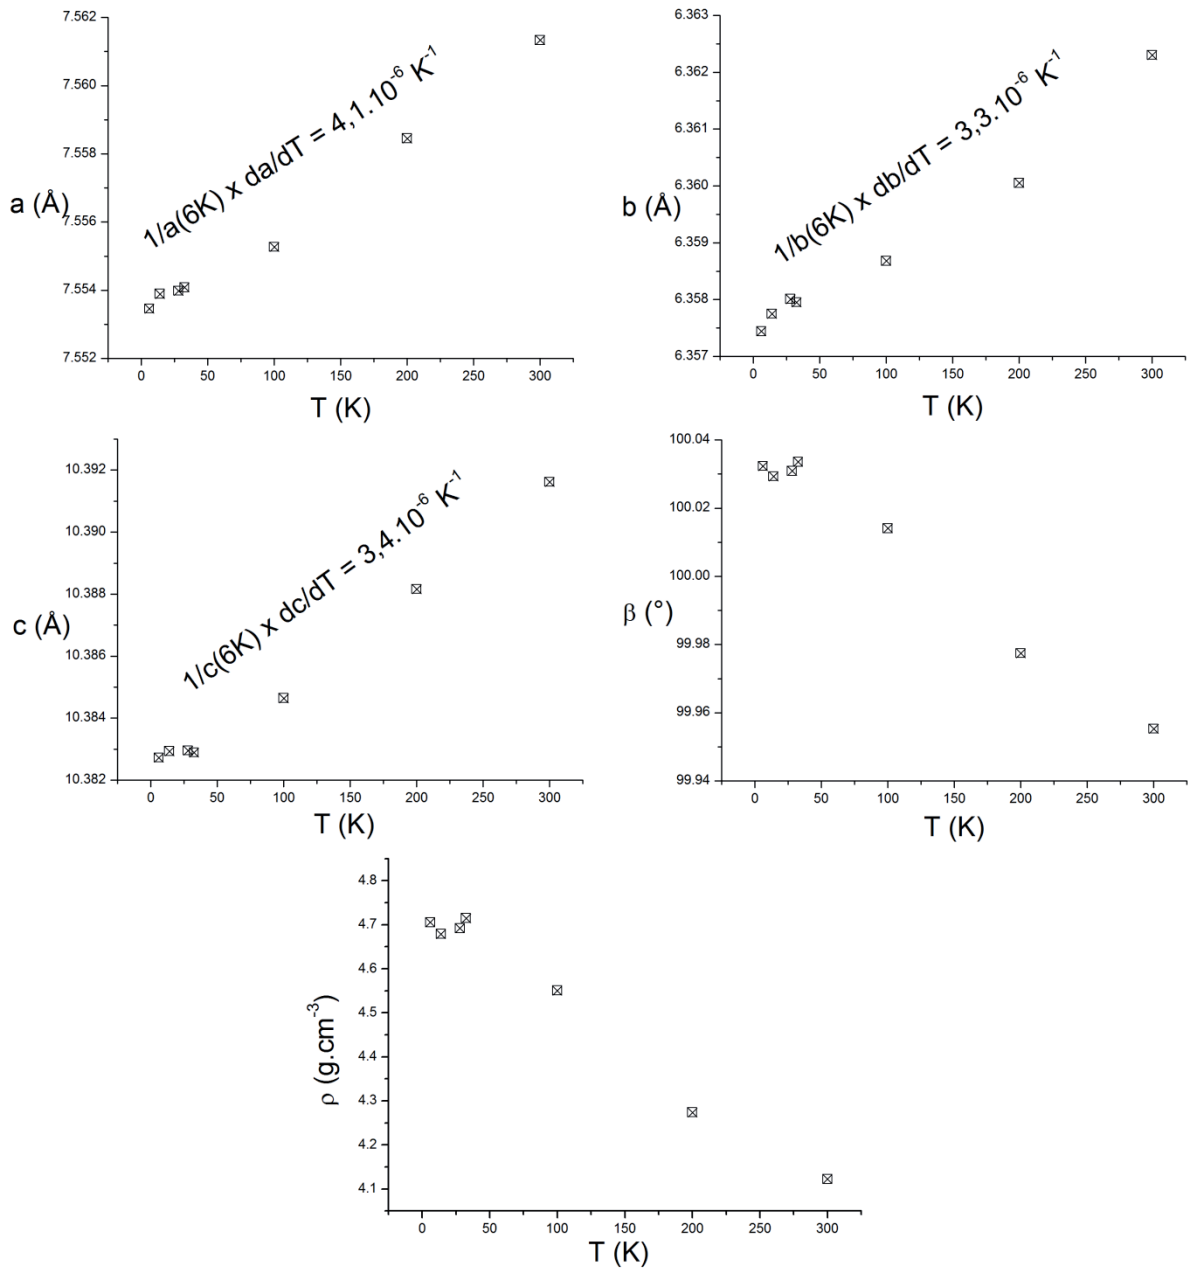 7.562
7.560
7.558
7.556
7.554
7.552
a (Å)
1/a(6K) x da/dT = 4,1.10⁻⁶ K⁻¹
0 50 100 150 200 250 300
T (K)
6.363
6.362
6.361
6.360
6.359
6.358
6.357
b (Å)
1/b(6K) x db/dT = 3,3.10⁻⁶ K⁻¹
0 50 100 150 200 250 300
T (K)
10.392
10.390
10.388
10.386
10.384
10.382
c (Å)
1/c(6K) x dc/dT = 3,4.10⁻⁶ K⁻¹
0 50 100 150 200 250 300
T (K)
100.04
100.02
100.00
99.98
99.96
99.94
β (°)
0 50 100 150 200 250 300
T (K)
4.8
4.7
4.6
4.5
4.4
4.3
4.2
4.1
ρ (g.cm⁻³)
0 50 100 150 200 250 300
T (K)